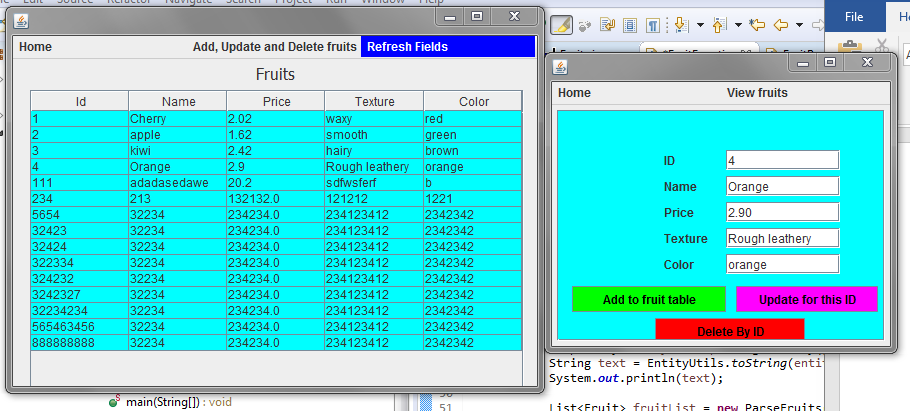 File
Home Add, Update and Delete fruits Refresh Fields
Fruits
Id Name Price Texture Color
1 Cherry 2.02 waxy red
2 apple 1.62 smooth green
3 kiwi 2.42 hairy brown
4 Orange 2.9 Rough leathery orange
111 adadasedawe 20.2 sdfwsferf b
234 213 132132.0 121212 1221
5654 32234 234234.0 234123412 2342342
32423 32234 234234.0 234123412 2342342
32424 32234 234234.0 234123412 2342342
322334 32234 234234.0 234123412 2342342
324232 32234 234234.0 234123412 2342342
3242327 32234 234234.0 234123412 2342342
32234234 32234 234234.0 234123412 2342342
565463456 32234 234234.0 234123412 2342342
888888888 32234 234234.0 234123412 2342342
Home View fruits
ID 4
Name Orange
Price 2.90
Texture Rough leathery
Color orange
Add to fruit table Update for this ID
Delete By ID
main(String[]) : void
String text = EntityUtils.toString(entit
System.out.println(text);
51 List<Fruit> fruitList = new ParseFruits